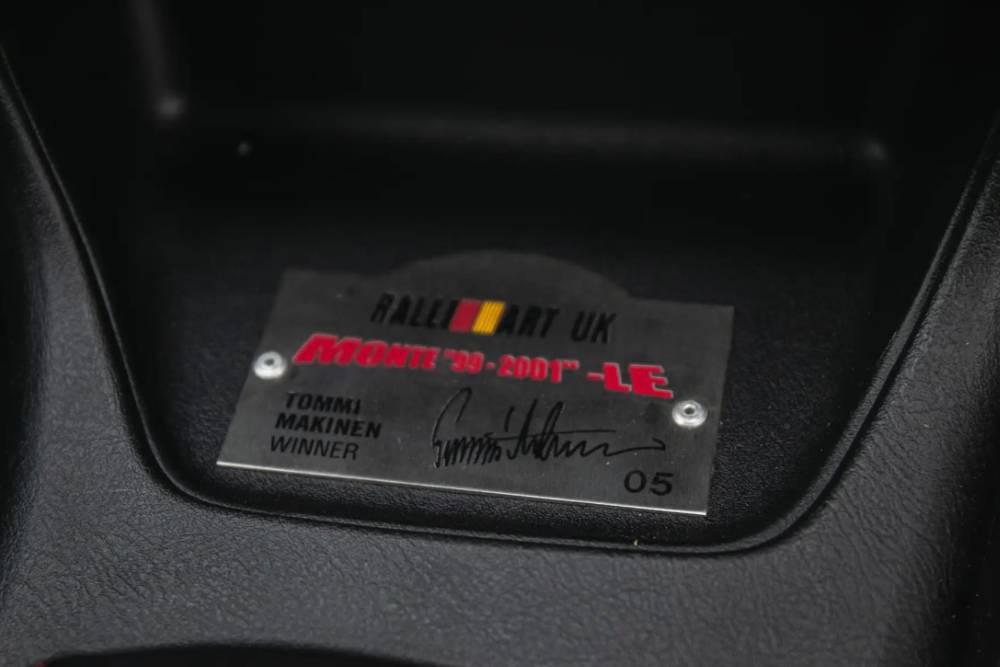 RALLIART UK
MONTE "99-2001" -LE
TOMMI
MAKINEN
WINNER
05